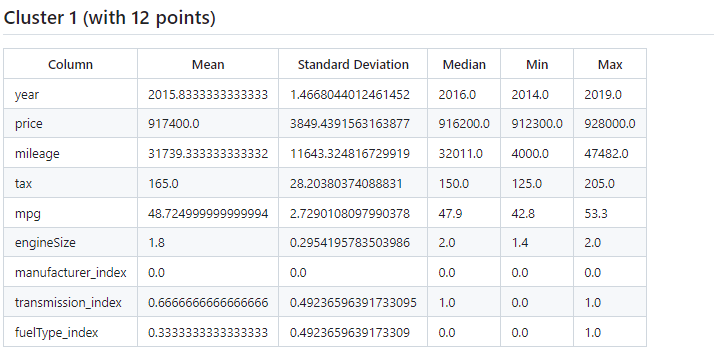 Cluster 1 (with 12 points)
Column Mean Standard Deviation Median Min Max
year 2015.8333333333333 1.4668044012461452 2016.0 2014.0 2019.0
price 917400.0 3849.4391563163877 916200.0 912300.0 928000.0
mileage 31739.333333333332 11643.324816729919 32011.0 4000.0 47482.0
tax 165.0 28.20380374088831 150.0 125.0 205.0
mpg 48.724999999999994 2.7290108097990378 47.9 42.8 53.3
engineSize 1.8 0.2954195783503986 2.0 1.4 2.0
manufacturer_index 0.0 0.0 0.0 0.0 0.0
transmission_index 0.6666666666666666 0.49236596391733095 1.0 0.0 1.0
fuelType_index 0.3333333333333333 0.4923659639173309 0.0 0.0 1.0